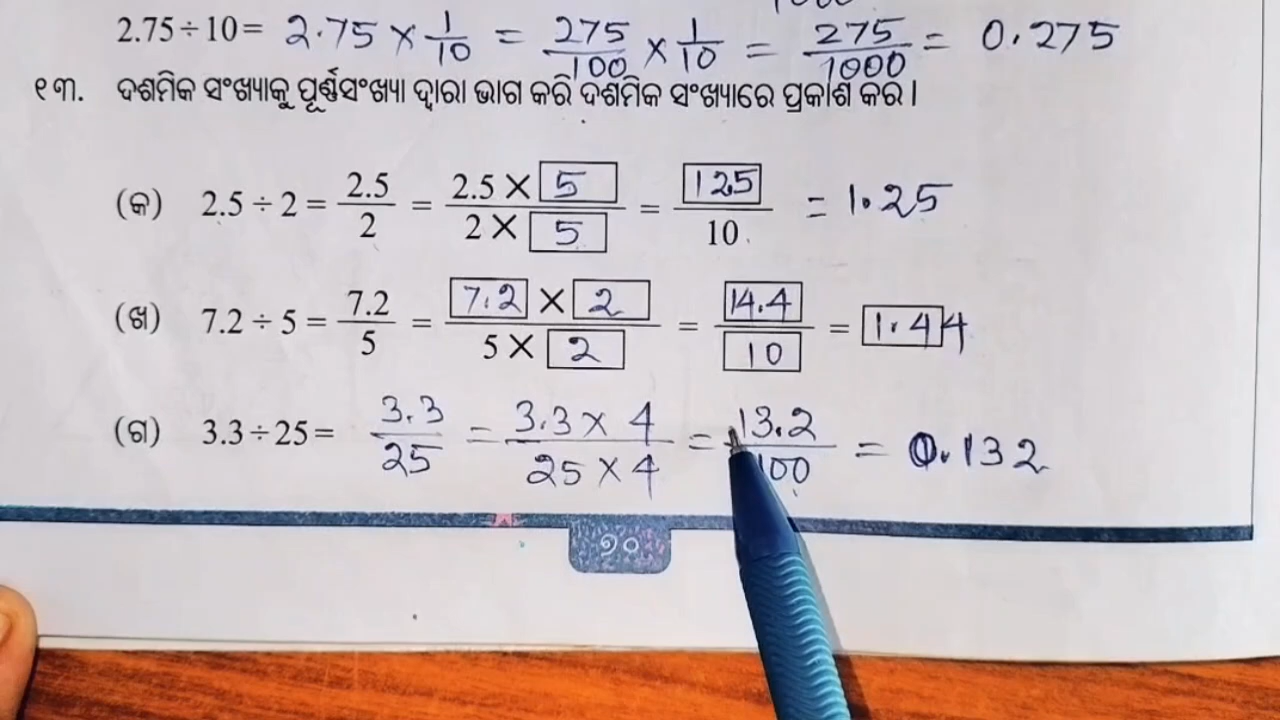 2.75 ÷ 10 = 2.75 × 1/10 = 275/100 × 1/10 = 275/1000 = 0.275
୧୩. ଦଶମିକ ସଂଖ୍ୟାକୁ ପୂର୍ଣ୍ଣସଂଖ୍ୟା ଦ୍ୱାରା ଭାଗ କରି ଦଶମିକ ସଂଖ୍ୟାରେ ପ୍ରକାଶ କର ।
(କ) 2.5 ÷ 2 = 2.5/2 = 2.5 × 5/2 × 5 = 125/10 = 1.25
(ଖ) 7.2 ÷ 5 = 7.2/5 = 7.2 × 2/5 × 2 = 14.4/10 = 1.44
(ଗ) 3.3 ÷ 25 = 3.3/25 = 3.3 × 4/25 × 4 = 13.2/100 = 0.132
୨୦